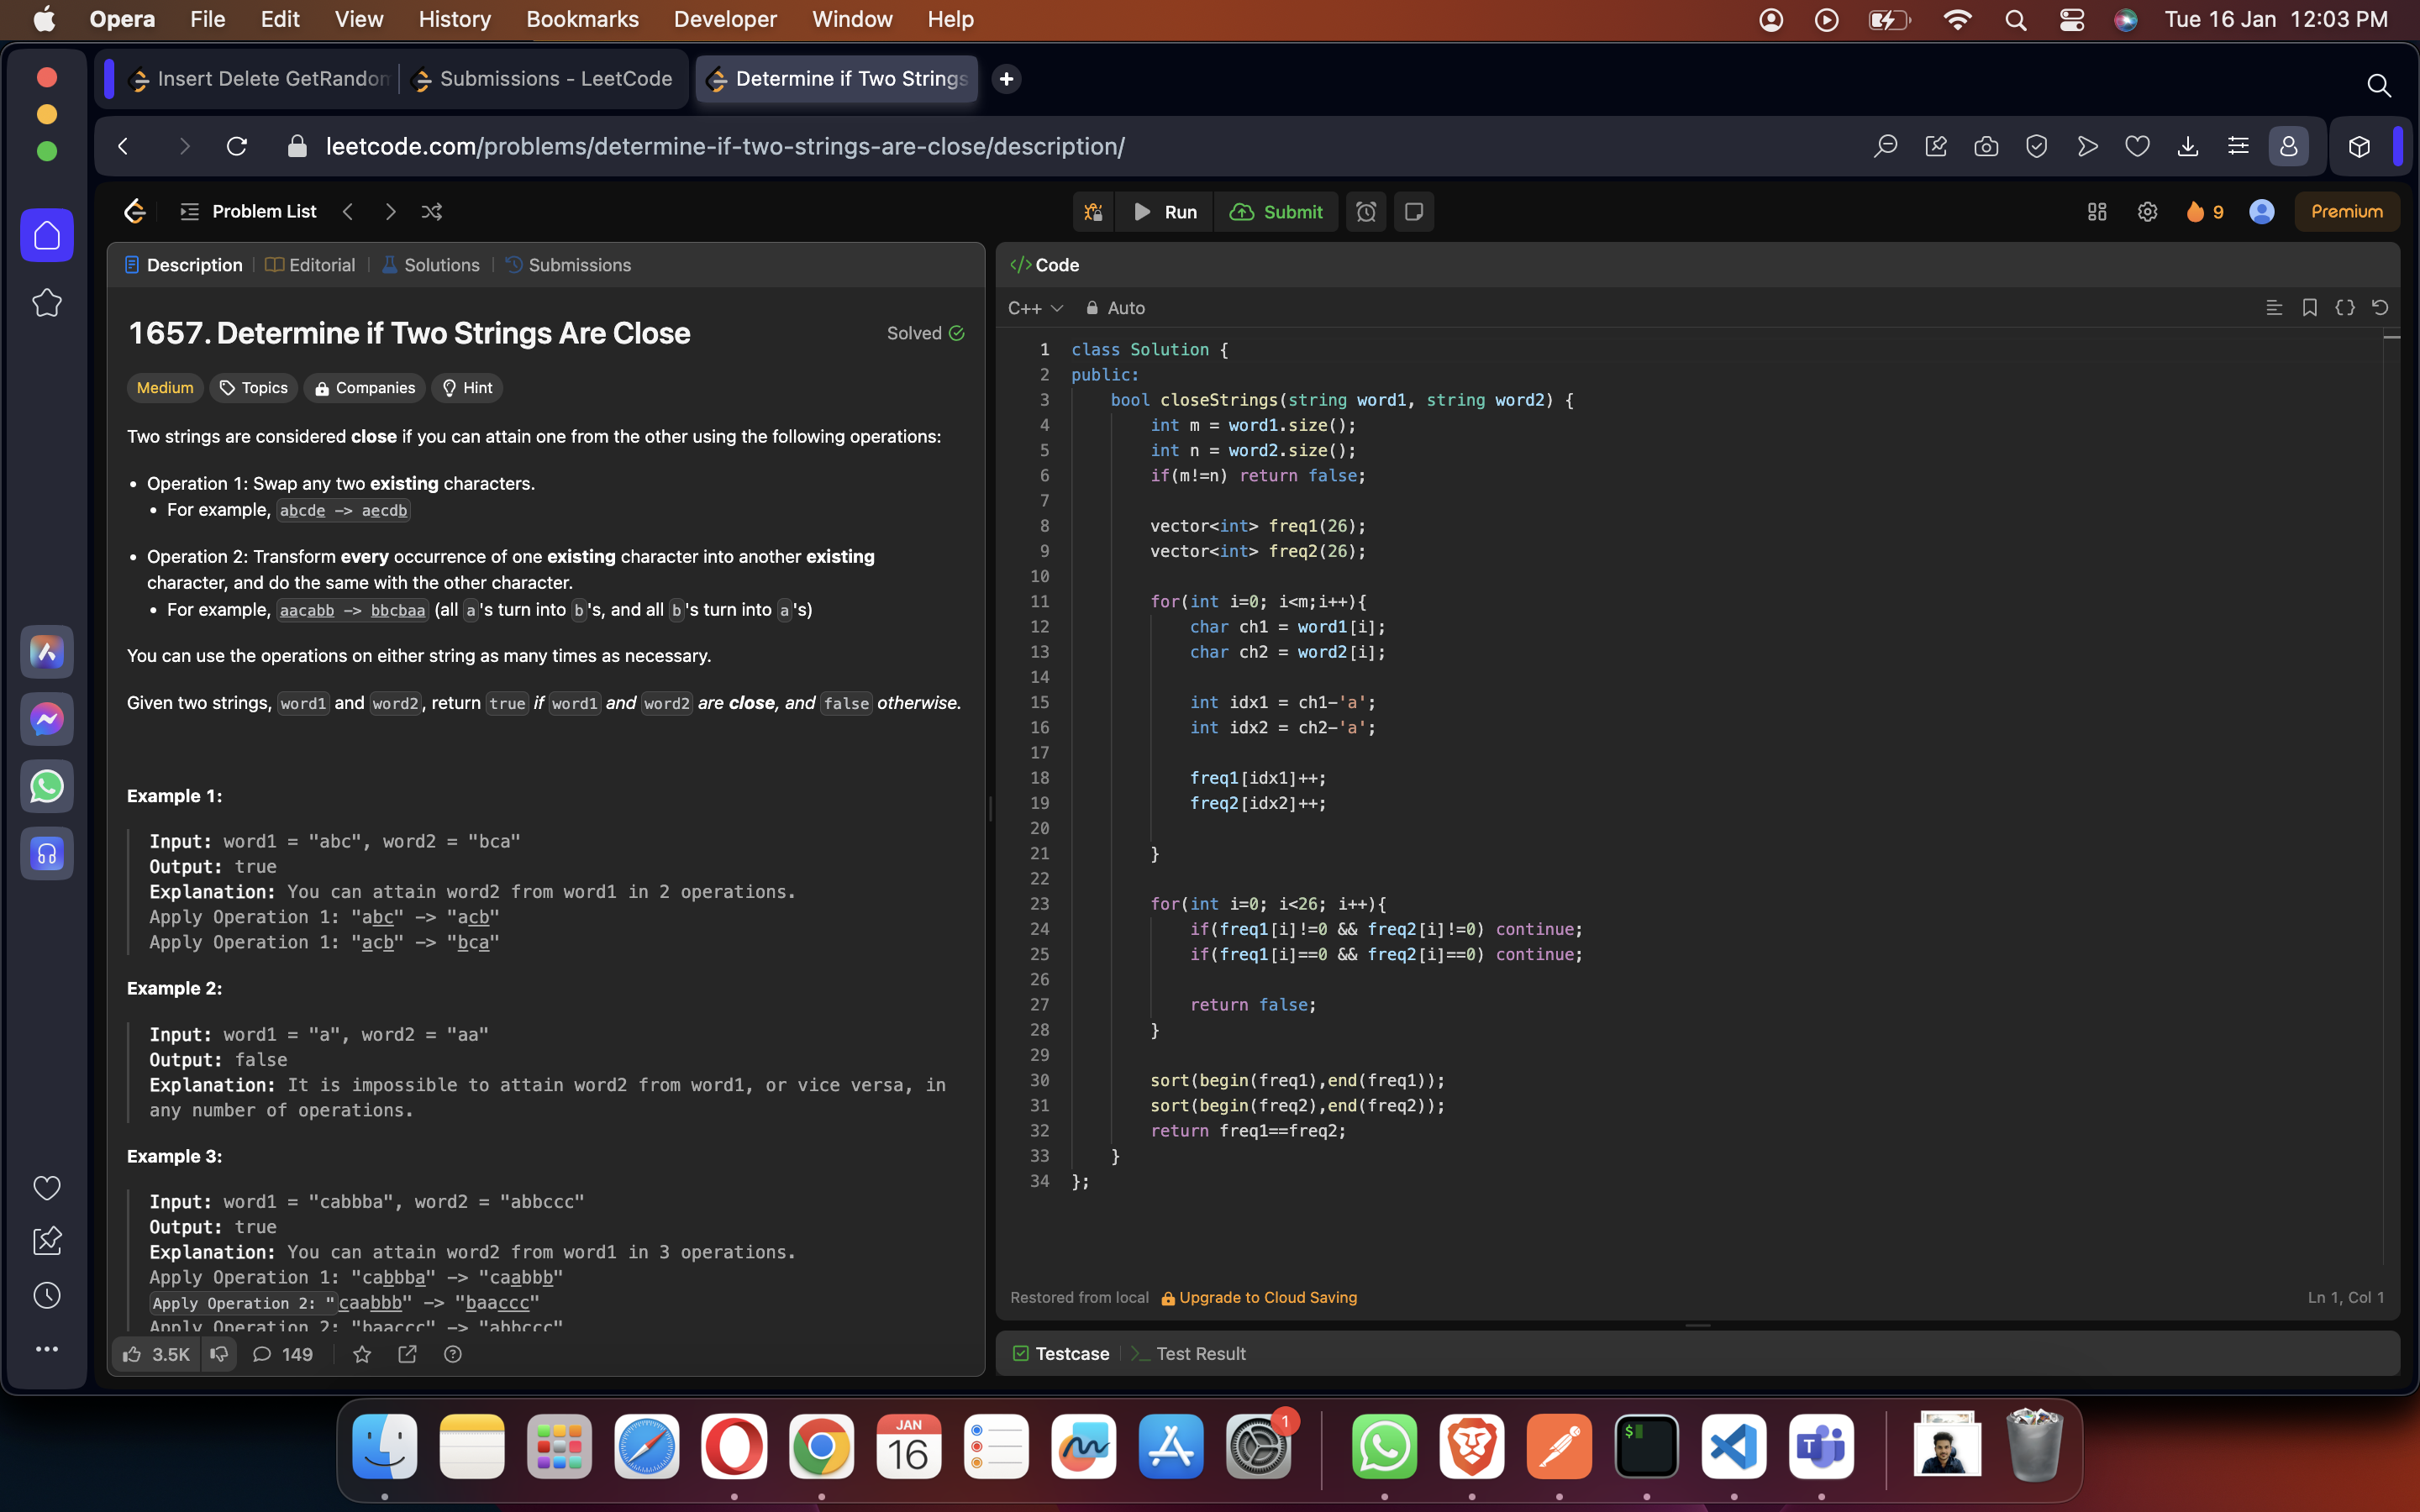 Opera File Edit View History Bookmarks Developer Window Help Tue 16 Jan 12:03 PM
Insert Delete GetRandom Submissions - LeetCode Determine if Two Strings
leetcode.com/problems/determine-if-two-strings-are-close/description/
Problem List Run Submit 9 Premium
Description Editorial Solutions Submissions
1657. Determine if Two Strings Are Close Solved
Medium Topics Companies Hint
Two strings are considered close if you can attain one from the other using the following operations:
• Operation 1: Swap any two existing characters.
• For example, abcde -> aecdb
• Operation 2: Transform every occurrence of one existing character into another existing
character, and do the same with the other character.
• For example, aacabb -> bbcbaa (all a's turn into b's, and all b's turn into a's)
You can use the operations on either string as many times as necessary.
Given two strings, word1 and word2, return true if word1 and word2 are close, and false otherwise.
Example 1:
Input: word1 = "abc", word2 = "bca"
Output: true
Explanation: You can attain word2 from word1 in 2 operations.
Apply Operation 1: "abc" -> "acb"
Apply Operation 1: "acb" -> "bca"
Example 2:
Input: word1 = "a", word2 = "aa"
Output: false
Explanation: It is impossible to attain word2 from word1, or vice versa, in
any number of operations.
Example 3:
Input: word1 = "cabbba", word2 = "abbccc"
Output: true
Explanation: You can attain word2 from word1 in 3 operations.
Apply Operation 1: "cabbba" -> "caabbb"
Apply Operation 2: "caabbb" -> "baaccc"
Apply Operation 2: "baaccc" -> "abbccc"
3.5K 149
</> Code
C++ Auto
1 class Solution {
2 public:
3 bool closeStrings(string word1, string word2) {
4 int m = word1.size();
5 int n = word2.size();
6 if(m!=n) return false;
7
8 vector<int> freq1(26);
9 vector<int> freq2(26);
10
11 for(int i=0; i<m;i++){
12 char ch1 = word1[i];
13 char ch2 = word2[i];
14
15 int idx1 = ch1-'a';
16 int idx2 = ch2-'a';
17
18 freq1[idx1]++;
19 freq2[idx2]++;
20
21 }
22
23 for(int i=0; i<26; i++){
24 if(freq1[i]!=0 && freq2[i]!=0) continue;
25 if(freq1[i]==0 && freq2[i]==0) continue;
26
27 return false;
28 }
29
30 sort(begin(freq1),end(freq1));
31 sort(begin(freq2),end(freq2));
32 return freq1==freq2;
33 }
34 };
Restored from local Upgrade to Cloud Saving Ln 1, Col 1
Testcase >_ Test Result
JAN
16
1
$
T